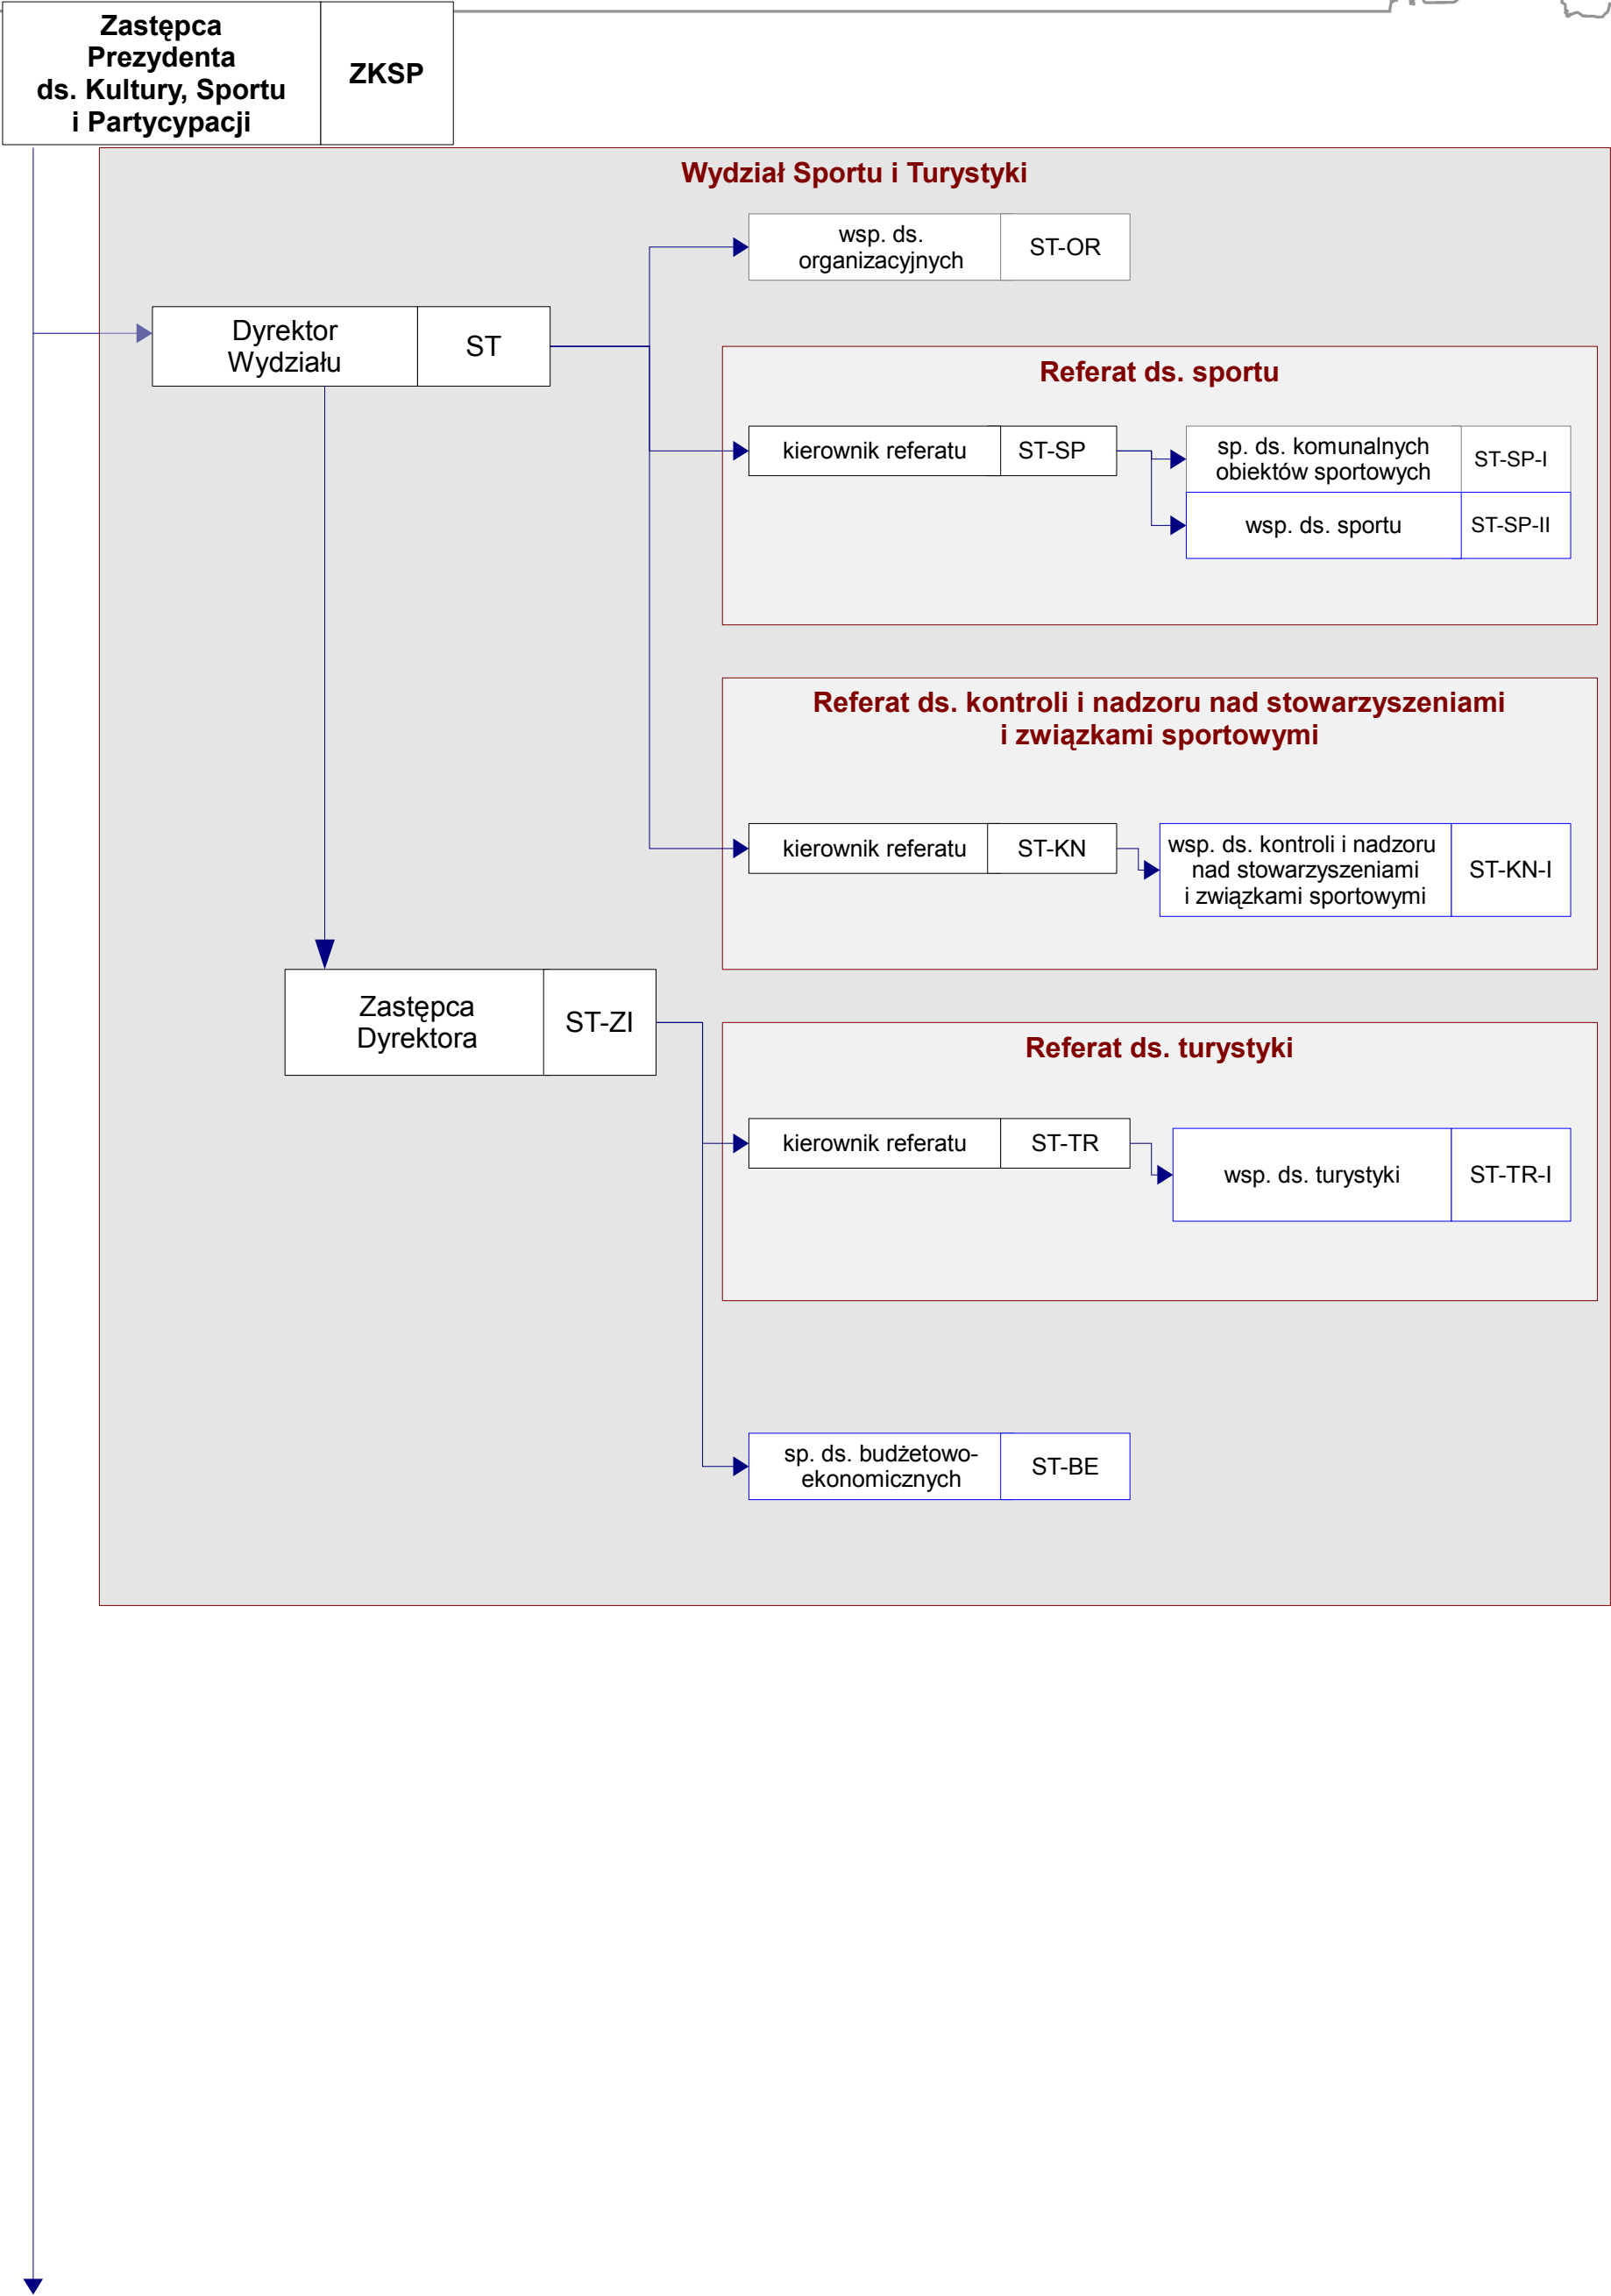 Zastępca
Prezydenta
ds. Kultury, Sportu
i Partycypacji
ZKSP
Wydział Sportu i Turystyki
wsp. ds.
organizacyjnych
ST-OR
Dyrektor
Wydziału
ST
Referat ds. sportu
kierownik referatu
ST-SP
sp. ds. komunalnych
obiektów sportowych
ST-SP-I
wsp. ds. sportu
ST-SP-II
Referat ds. kontroli i nadzoru nad stowarzyszeniami
i związkami sportowymi
kierownik referatu
ST-KN
wsp. ds. kontroli i nadzoru
nad stowarzyszeniami
i związkami sportowymi
ST-KN-I
Zastępca
Dyrektora
ST-ZI
Referat ds. turystyki
kierownik referatu
ST-TR
wsp. ds. turystyki
ST-TR-I
sp. ds. budżetowo-
ekonomicznych
ST-BE